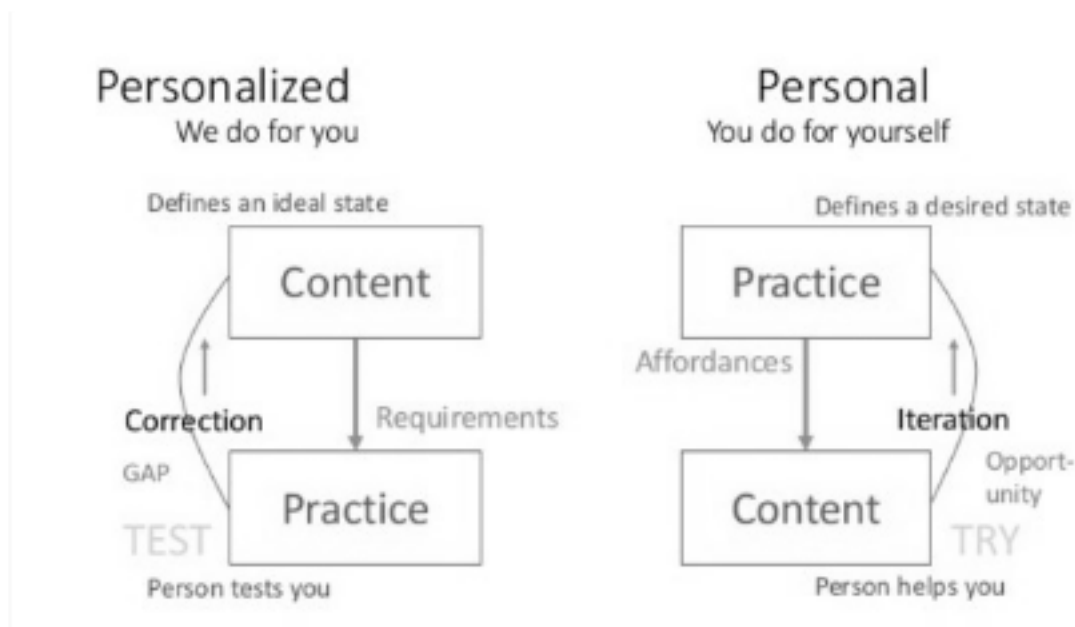 Personalized
We do for you
Defines an ideal state
Content
Requirements
Correction
GAP
Practice
TEST
Person tests you
Personal
You do for yourself
Defines a desired state
Practice
Affordances
Iteration
Opport-
unity
Content
TRY
Person helps you